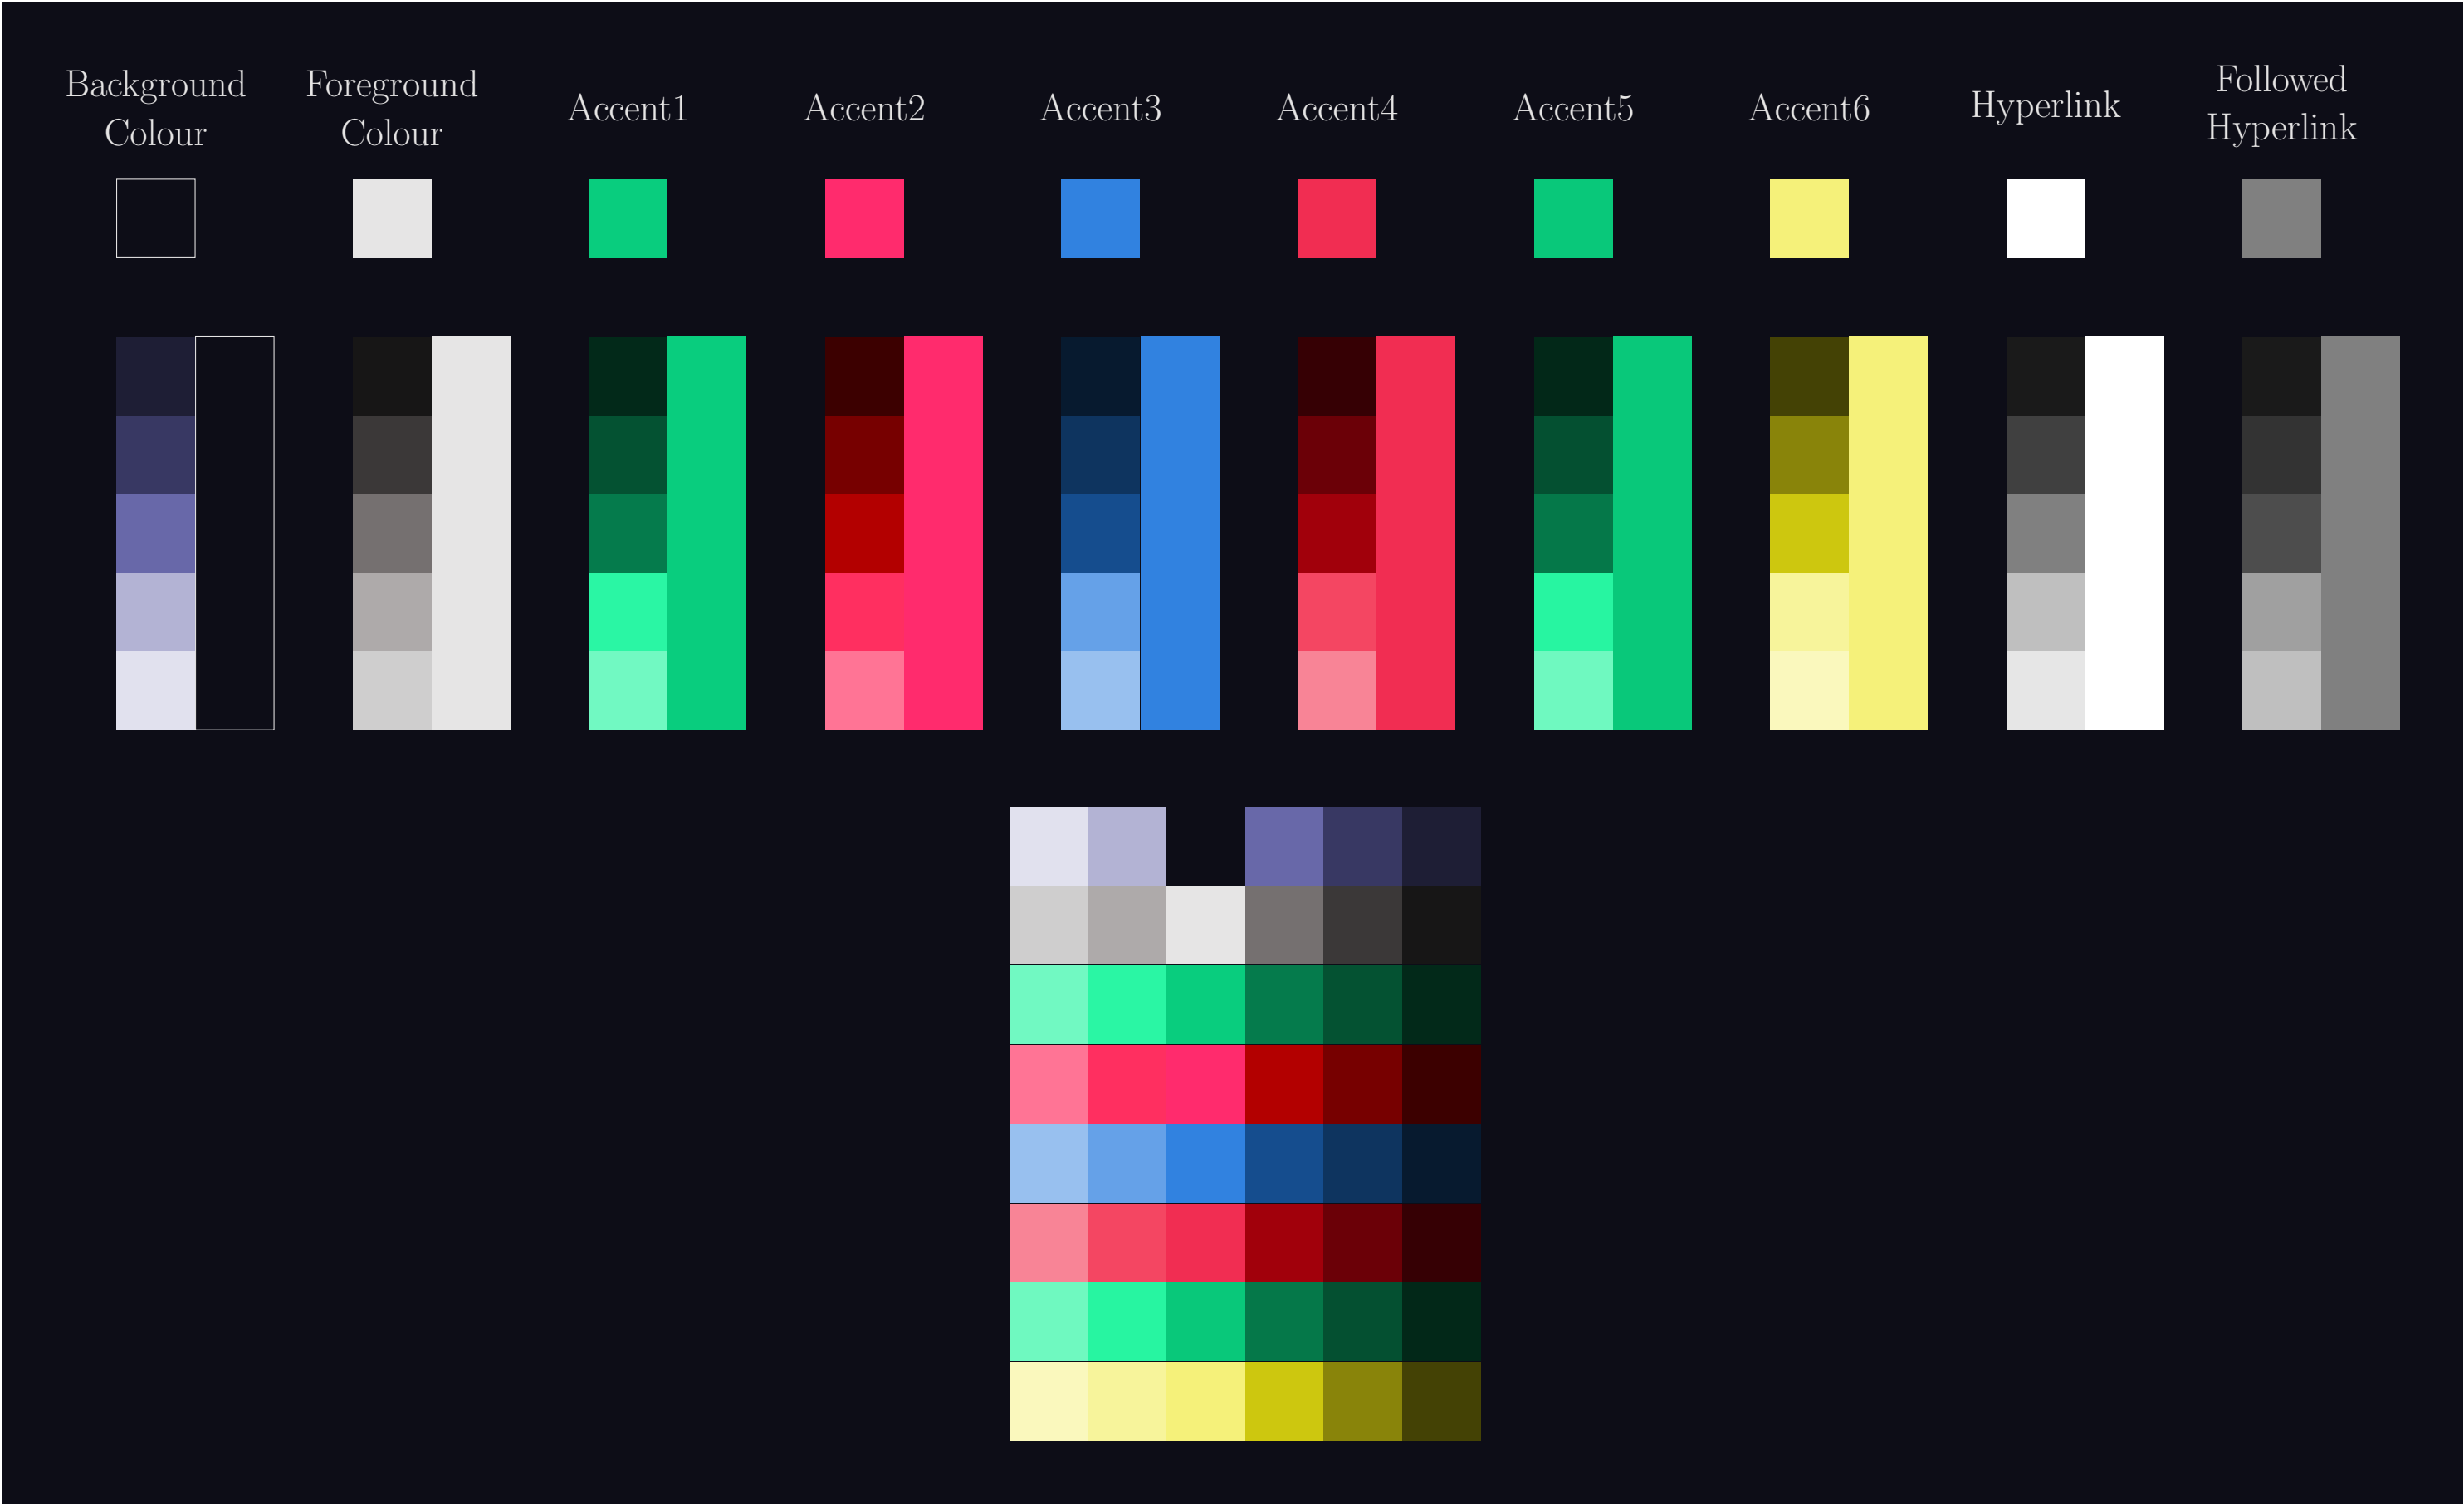 Background
Colour
Foreground
Colour
Accent1
Accent2
Accent3
Accent4
Accent5
Accent6
Hyperlink
Followed
Hyperlink